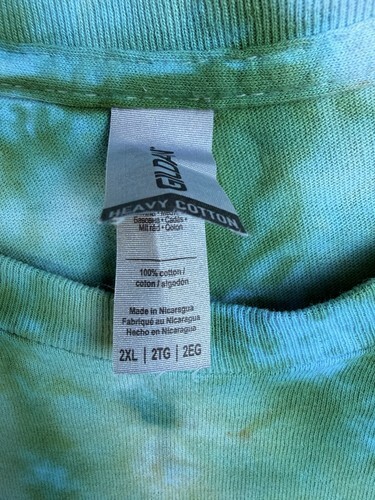 GILDAN
HEAVY COTTON
100% cotton/
coton / algodón
Made in Nicaragua
Fabriqué au Nicaragua
Hecho en Nicaragua
2XL | 2TG | 2EG